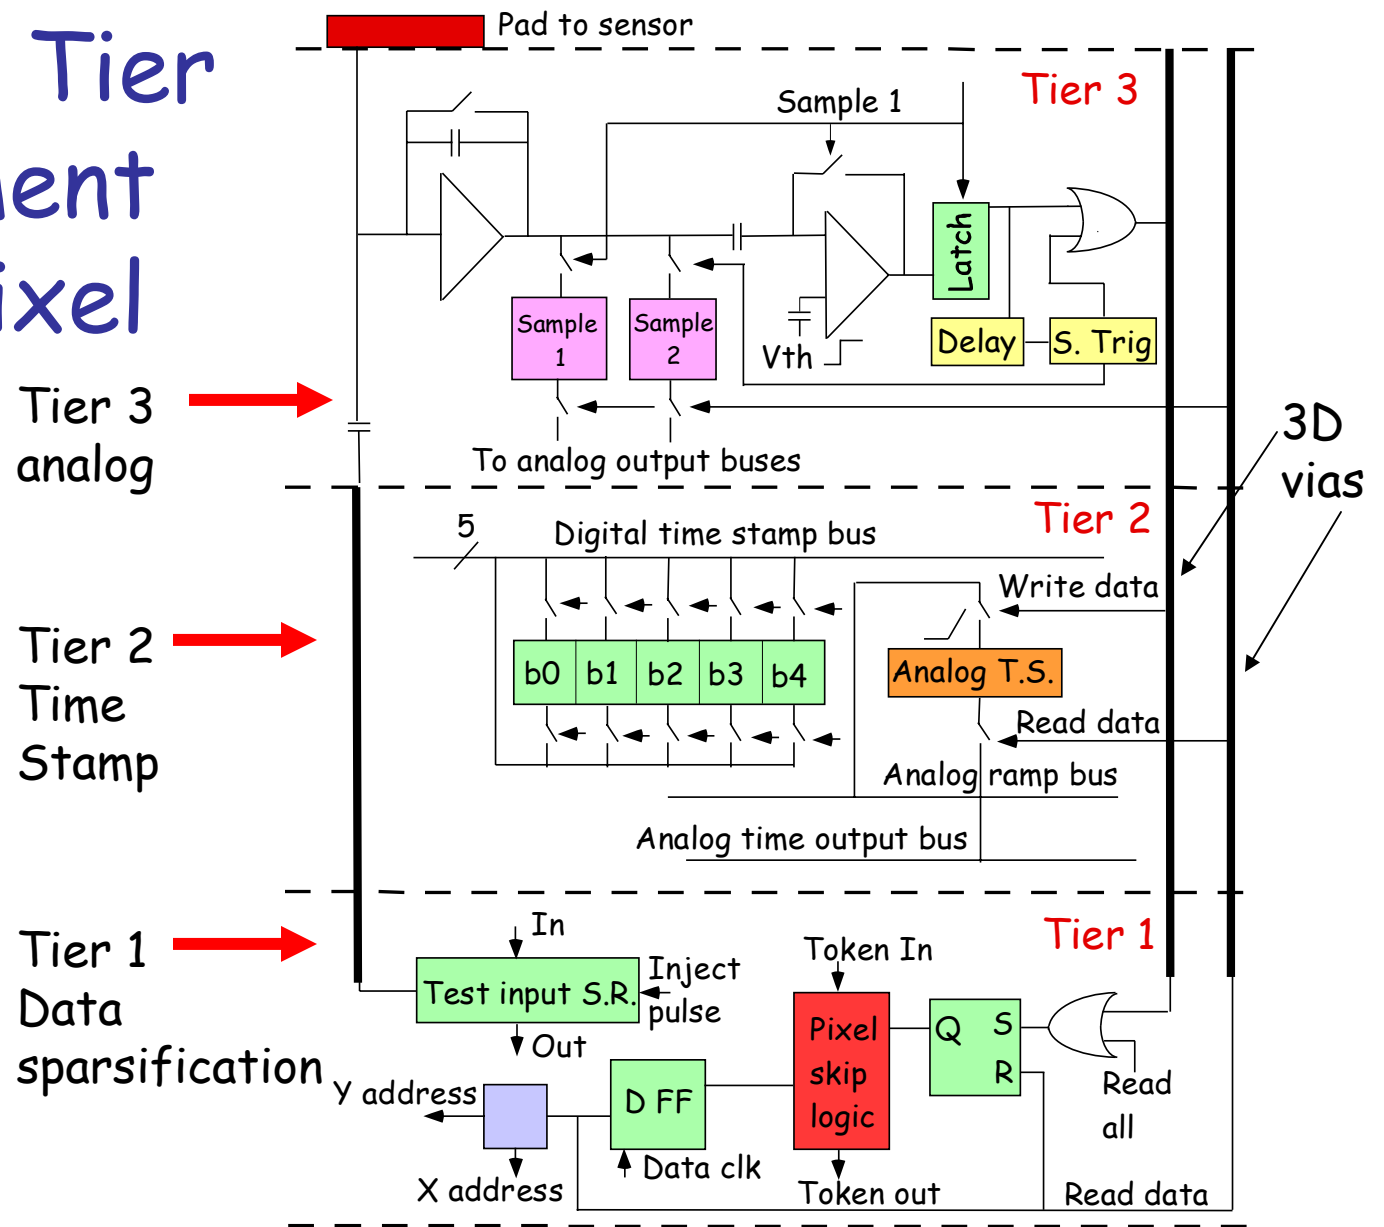 Tier
Pixel
Pad to sensor
Tier 3
Sample 1
Latch
Sample
1
Sample
2
Vth
Delay
S. Trig
To analog output buses
Tier 3
analog
3D
vias
Tier 2
5
Digital time stamp bus
Write data
b0
b1
b2
b3
b4
Analog T.S.
Read data
Analog ramp bus
Analog time output bus
Tier 2
Time
Stamp
Tier 1
In
Test input S.R.
Inject
pulse
Out
Token In
Pixel
skip
logic
Q
S
R
Read
all
Tier 1
Data
sparsification
Y address
D FF
Data clk
X address
Token out
Read data